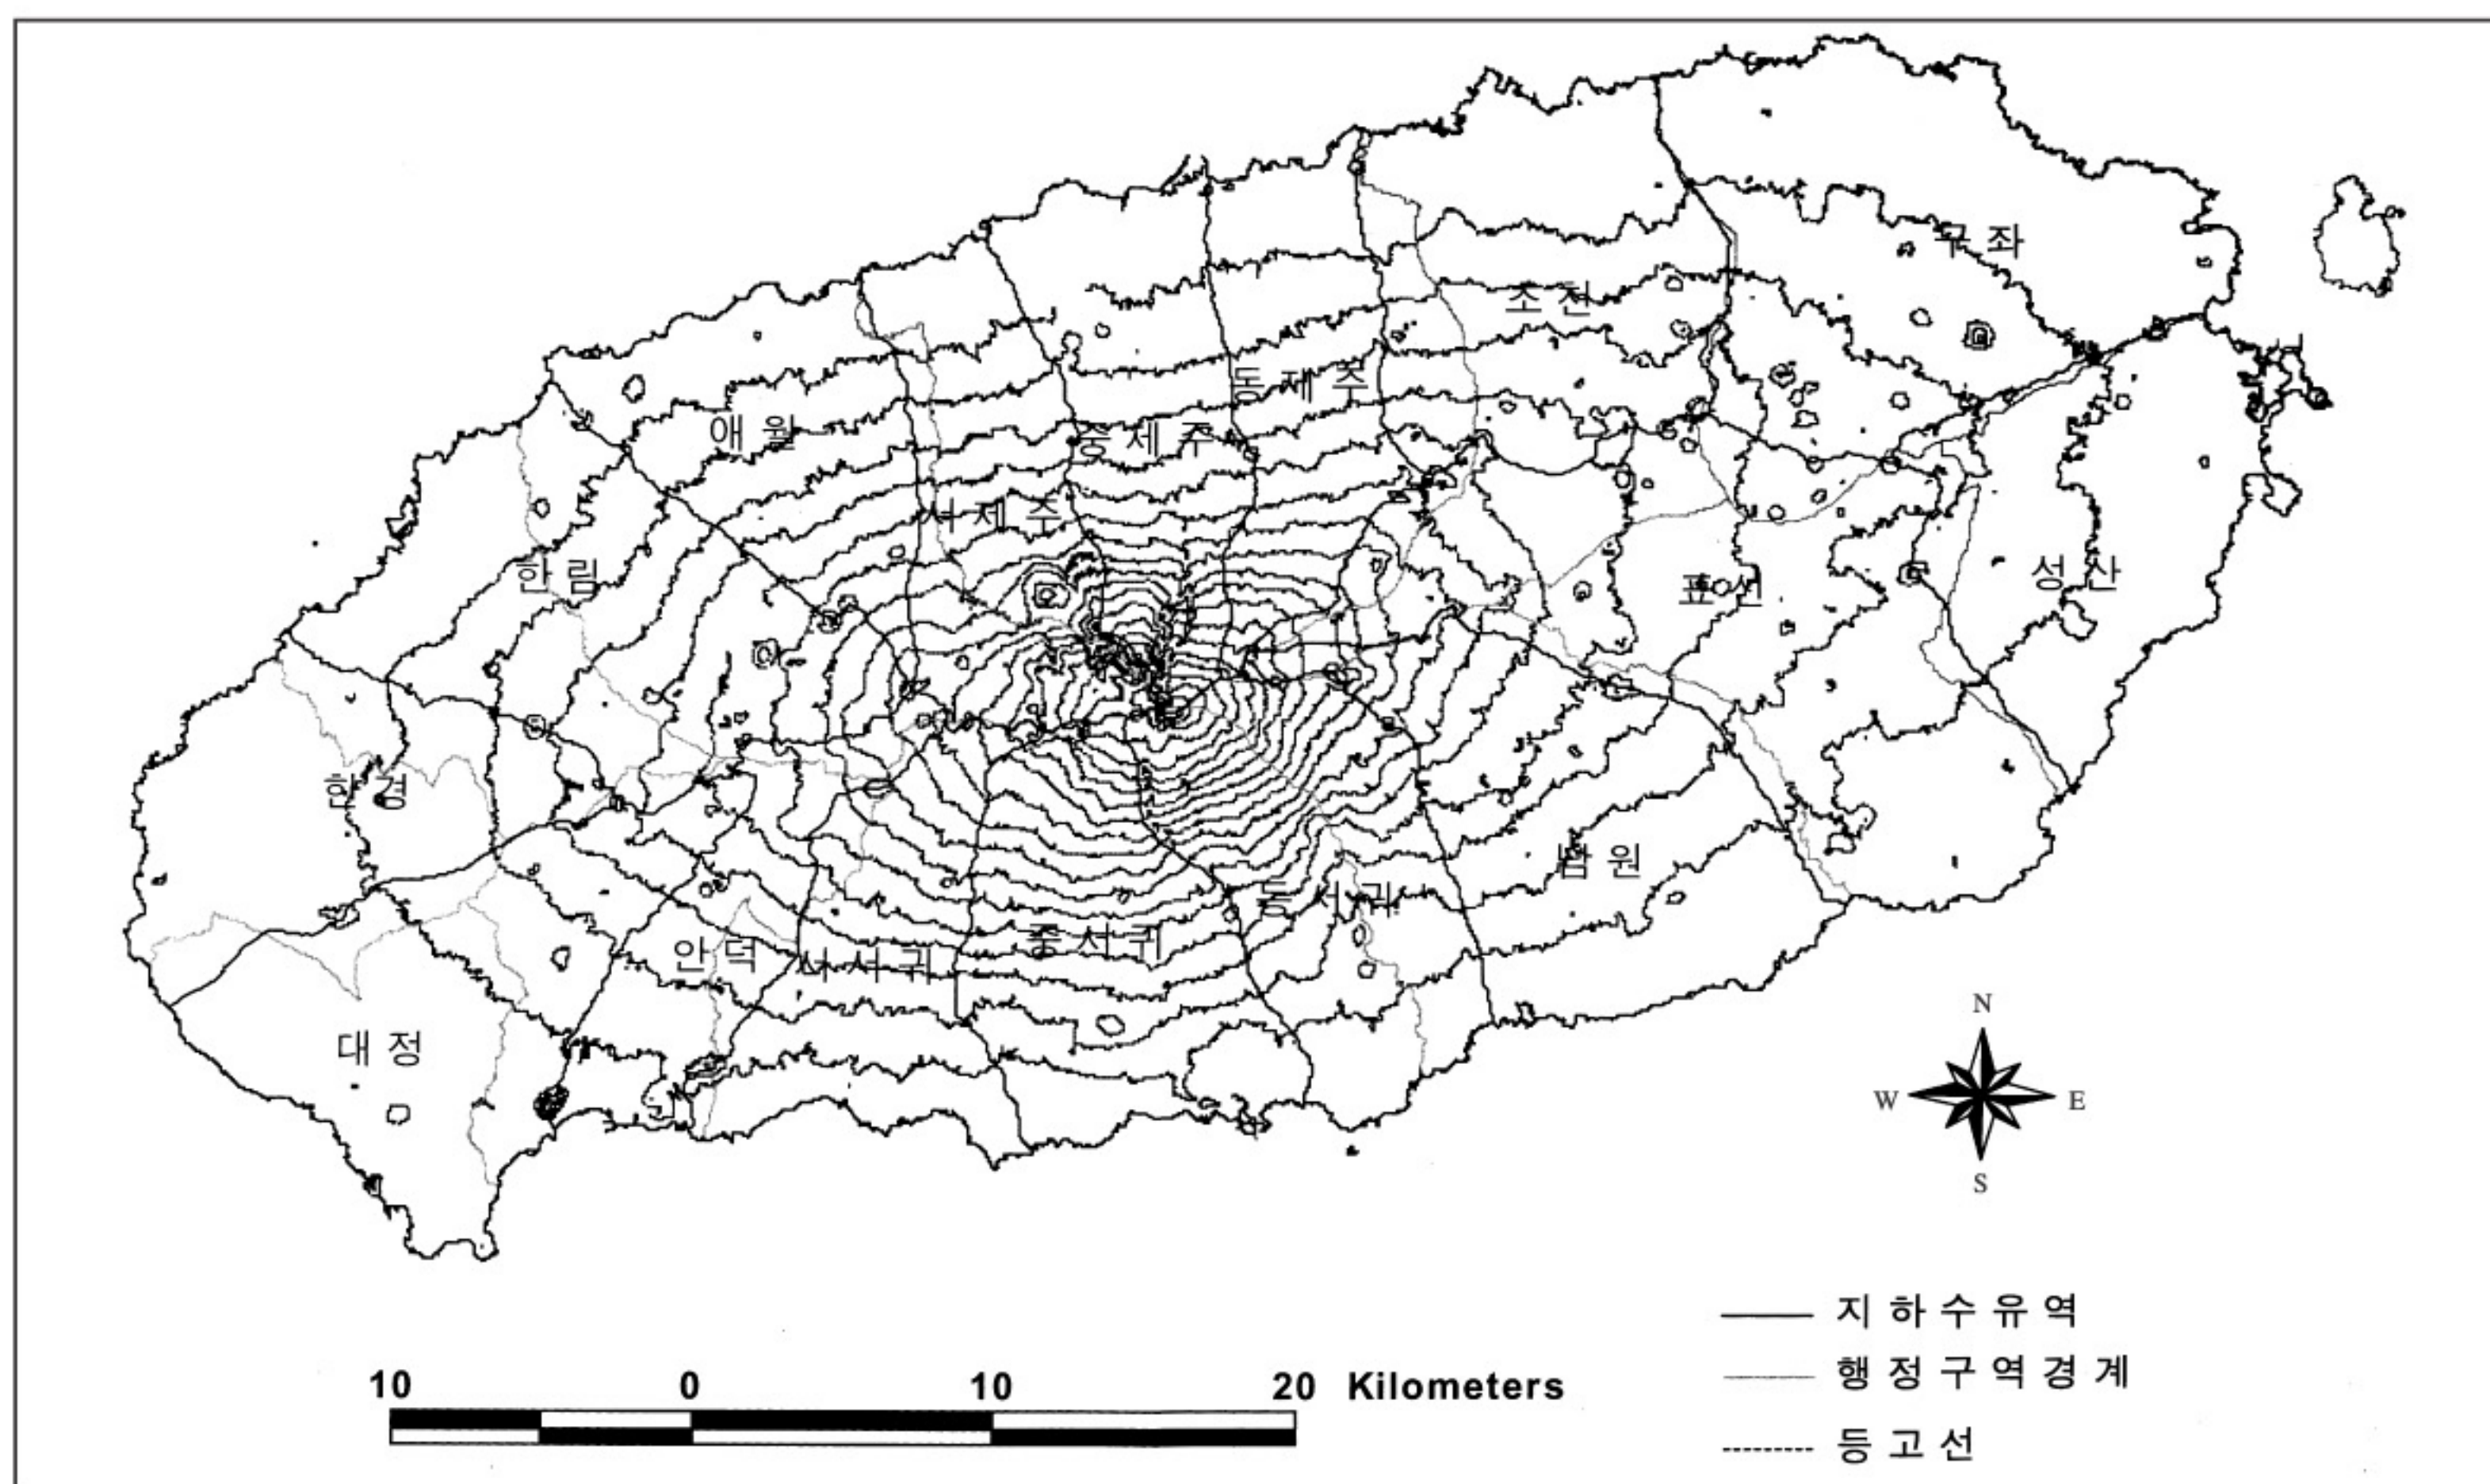 구 좌
조 천
동 제 주
애 월
중 제 주
서 제 주
한 림
성 산
표 선
한 경
남 원
동 서 귀
중 서 귀
안 덕
서 서 귀
대 정
N
W
E
S
지 하 수 유 역
행 정 구 역 경 계
등 고 선
10 0 10 20 Kilometers